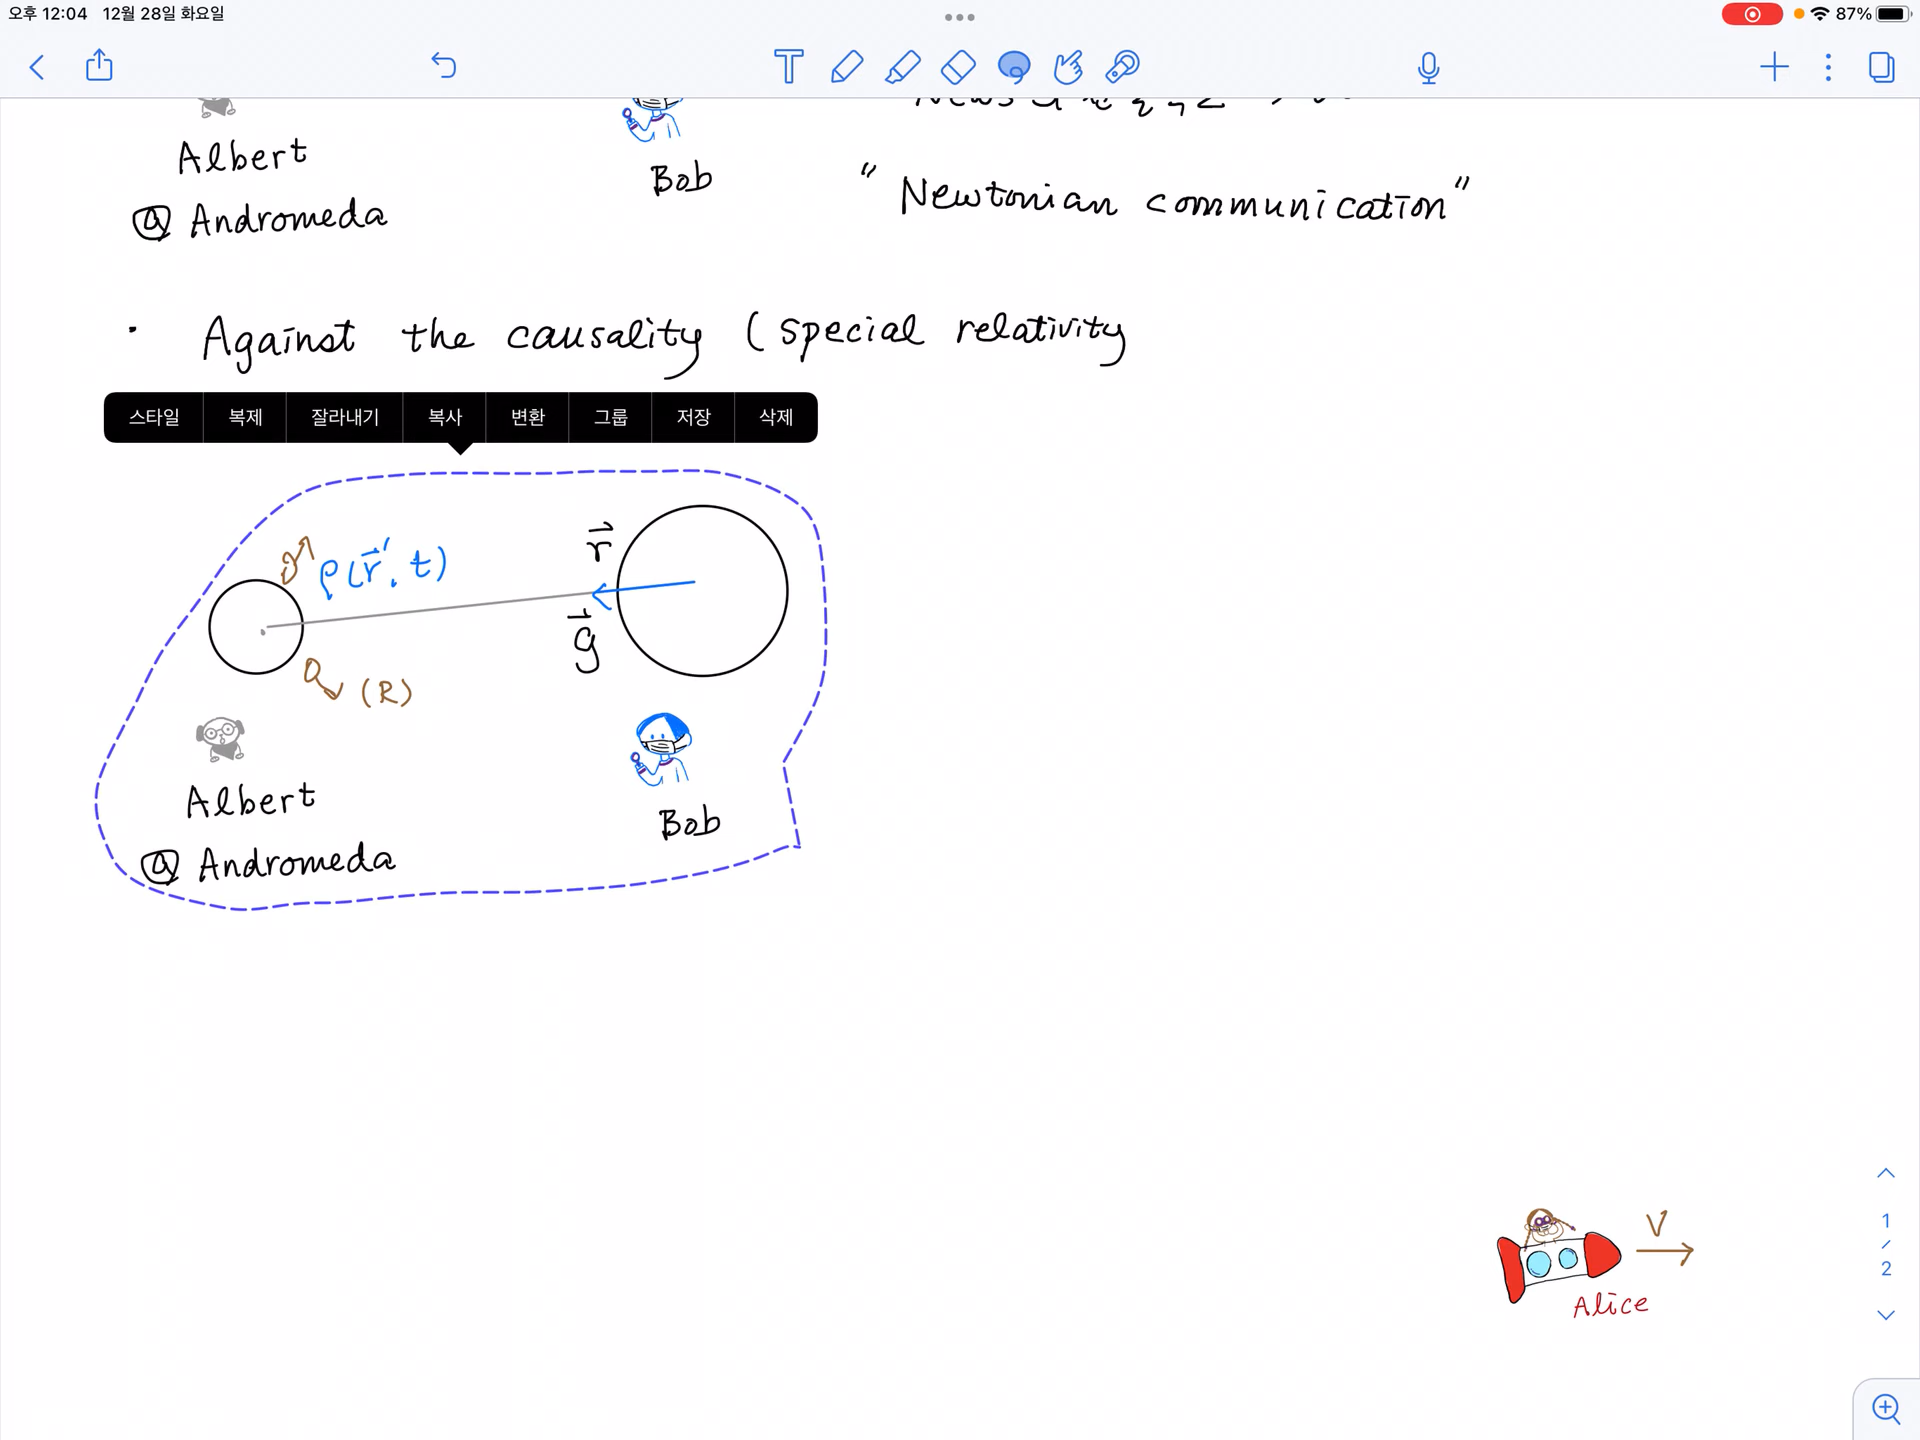 오후 12:04 12월 28일 화요일
87%
Albert
@ Andromeda
Bob
"Newtonian communication"
· Against the causality (special relativity
스타일 복제 잘라내기 복사 변환 그룹 저장 삭제
ρ(r⃗′, t)
r⃗
g⃗
(R)
Albert
@ Andromeda
Bob
V
Alice
1
/
2